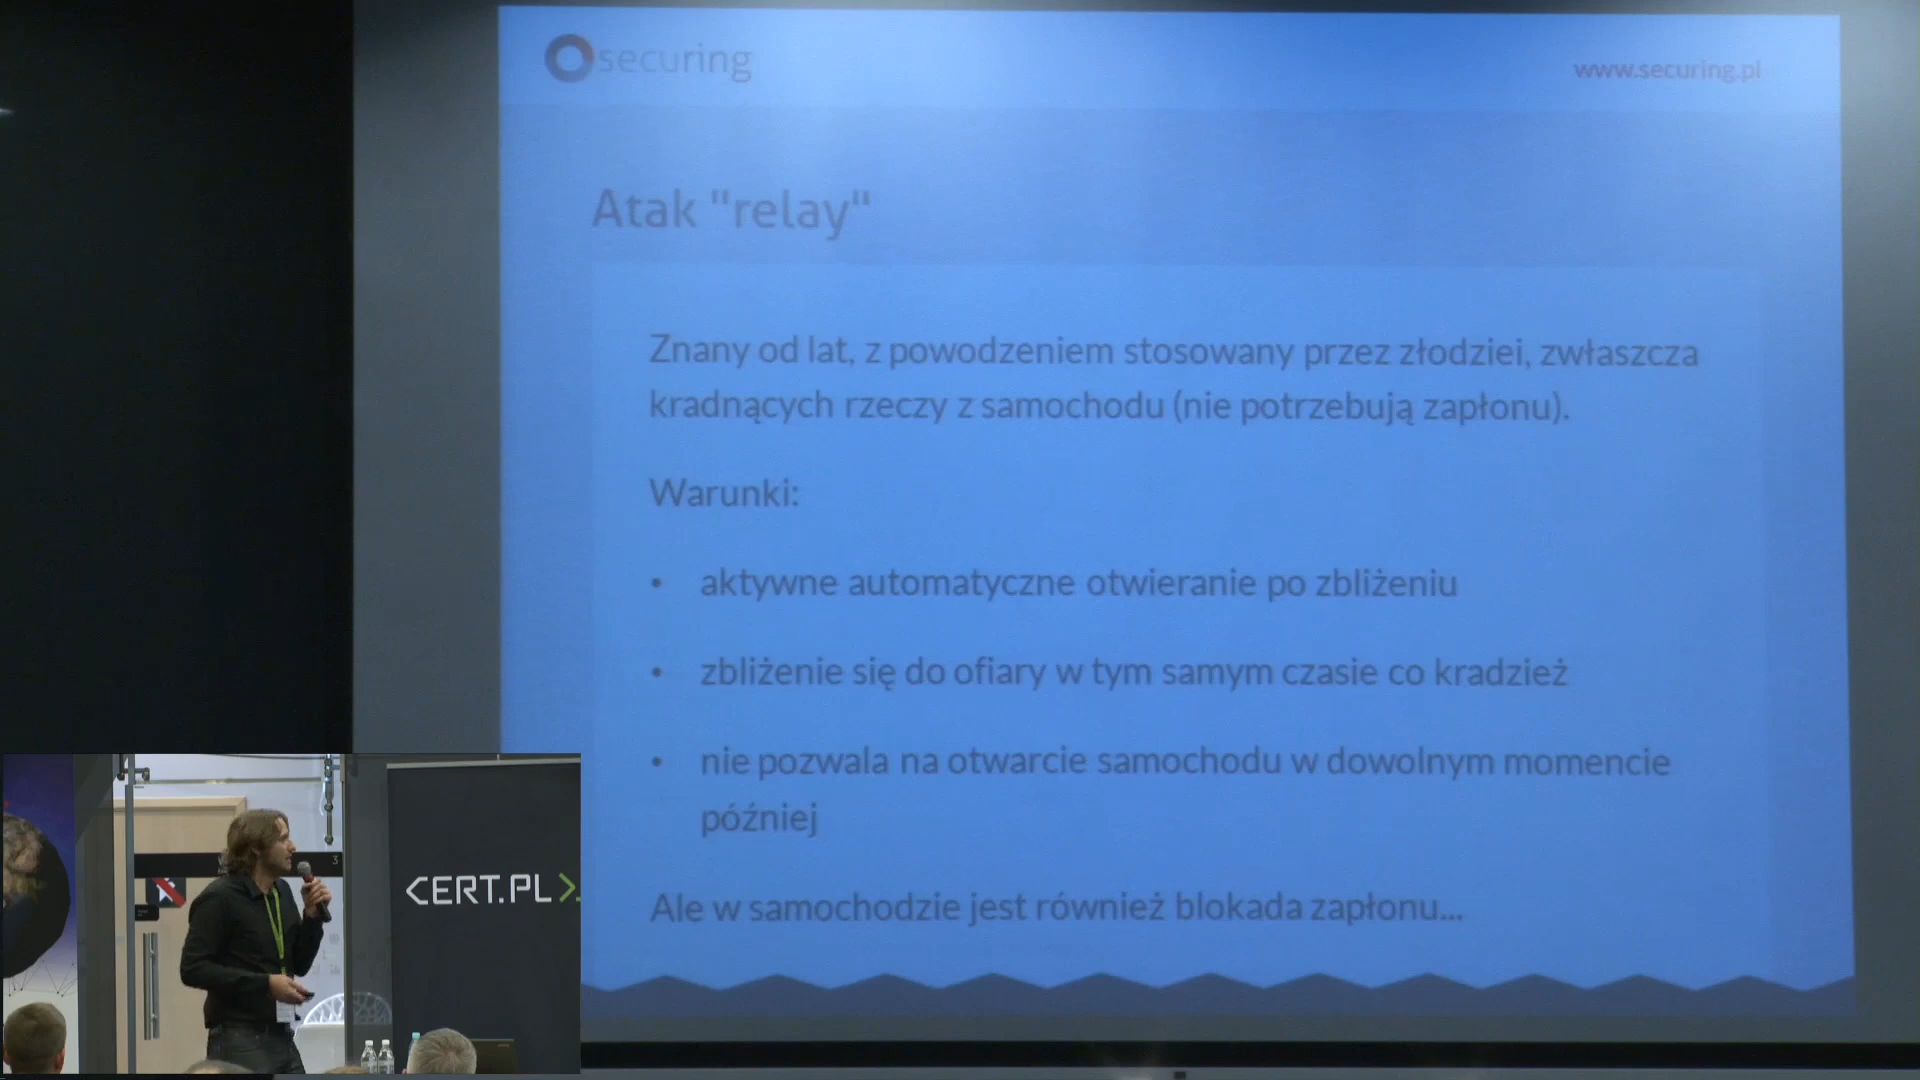 securing
www.securing.pl
Atak "relay"
Znany od lat, z powodzeniem stosowany przez złodziei, zwłaszcza
kradnących rzeczy z samochodu (nie potrzebują zapłonu).
Warunki:
• aktywne automatyczne otwieranie po zbliżeniu
• zbliżenie się do ofiary w tym samym czasie co kradzież
• nie pozwala na otwarcie samochodu w dowolnym momencie
później
Ale w samochodzie jest również blokada zapłonu...
3
<CERT.PL>_